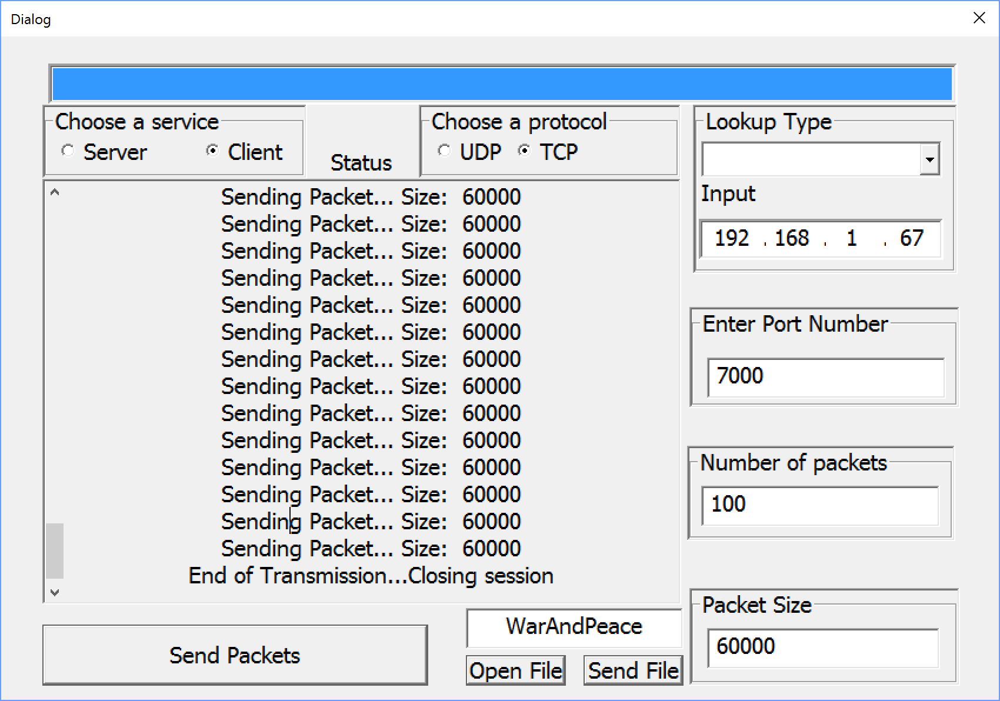 Dialog
Choose a service
Server Client
Status
Choose a protocol
UDP TCP
Lookup Type
Input
192 . 168 . 1 . 67
Sending Packet... Size: 60000
Sending Packet... Size: 60000
Sending Packet... Size: 60000
Sending Packet... Size: 60000
Sending Packet... Size: 60000
Sending Packet... Size: 60000
Sending Packet... Size: 60000
Sending Packet... Size: 60000
Sending Packet... Size: 60000
Sending Packet... Size: 60000
Sending Packet... Size: 60000
Sending Packet... Size: 60000
Sending Packet... Size: 60000
Sending Packet... Size: 60000
End of Transmission...Closing session
Enter Port Number
7000
Number of packets
100
Packet Size
60000
Send Packets
WarAndPeace
Open File Send File